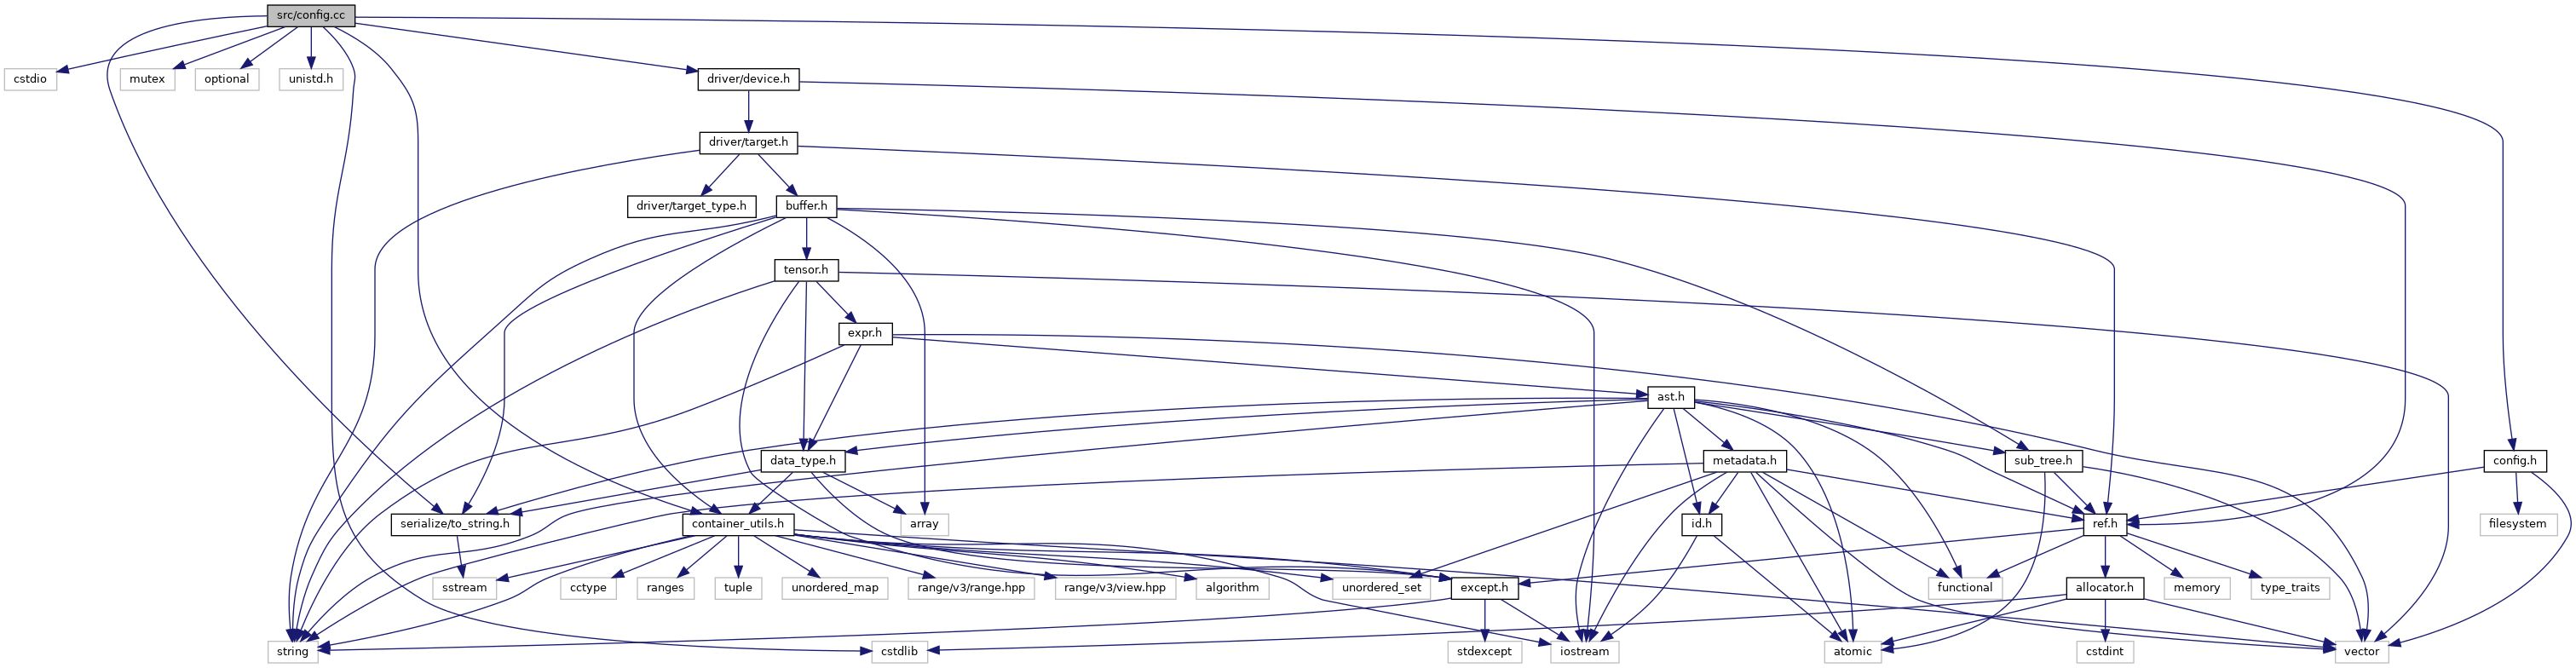 src/config.cc
cstdio
mutex
optional
unistd.h
driver/device.h
driver/target.h
driver/target_type.h
buffer.h
tensor.h
expr.h
ast.h
data_type.h
metadata.h
sub_tree.h
config.h
serialize/to_string.h
container_utils.h
array
id.h
ref.h
filesystem
sstream
cctype
ranges
tuple
unordered_map
range/v3/range.hpp
range/v3/view.hpp
algorithm
unordered_set
except.h
functional
allocator.h
memory
type_traits
string
cstdlib
stdexcept
iostream
atomic
cstdint
vector